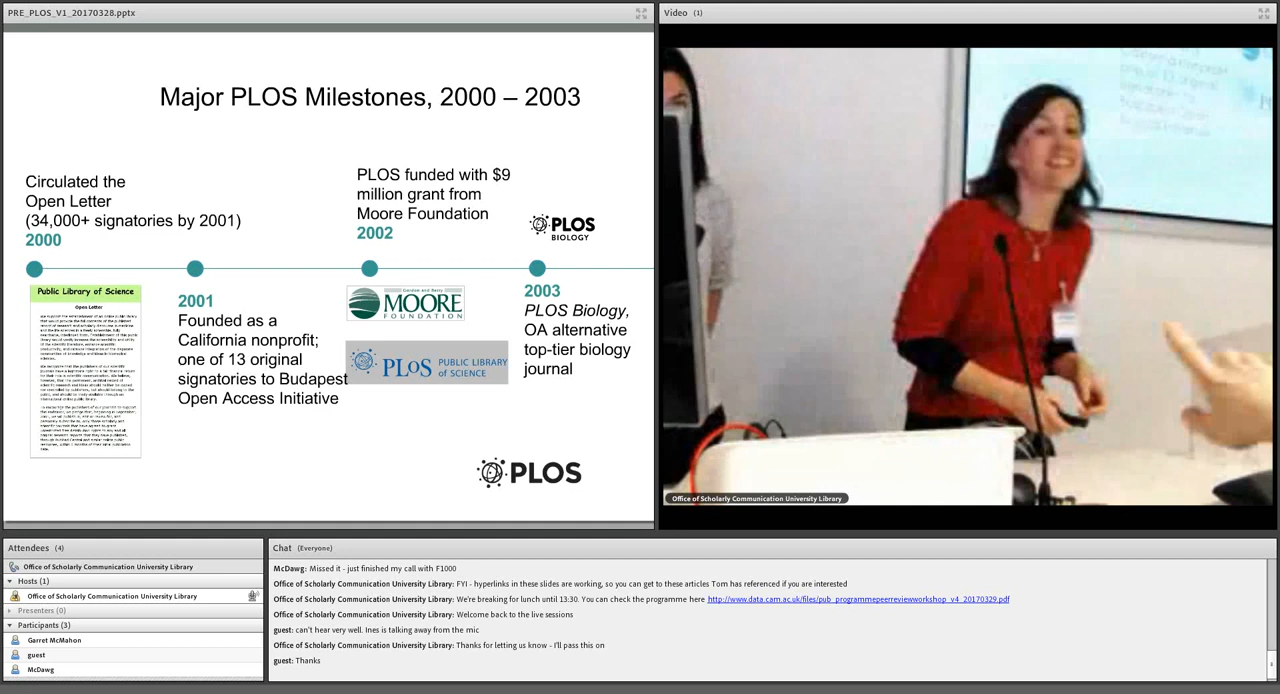 PRE_PLOS_V1_20170328.pptx
Major PLOS Milestones, 2000 – 2003
Circulated the
Open Letter
(34,000+ signatories by 2001)
2000
PLOS funded with $9
million grant from
Moore Foundation
2002
PLOS
BIOLOGY
Public Library of Science
Open Letter
2001
Founded as a
California nonprofit;
one of 13 original
signatories to Budapest
Open Access Initiative
MOORE
FOUNDATION
PLoS PUBLIC LIBRARY
of SCIENCE
2003
PLOS Biology,
OA alternative
top-tier biology
journal
PLOS
Video (1)
Office of Scholarly Communication University Library
Attendees (4)
Office of Scholarly Communication University Library
Hosts (1)
Office of Scholarly Communication University Library
Presenters (0)
Participants (3)
Garret McMahon
guest
McDawg
Chat (Everyone)
McDawg: Missed it - just finished my call with F1000
Office of Scholarly Communication University Library: FYI - hyperlinks in these slides are working, so you can get to these articles Tom has referenced if you are interested
Office of Scholarly Communication University Library: We're breaking for lunch until 13:30. You can check the programme here http://www.data.cam.ac.uk/files/pub_programmepeerreviewworkshop_v4_20170329.pdf
Office of Scholarly Communication University Library: Welcome back to the live sessions
guest: can't hear very well. Ines is talking away from the mic
Office of Scholarly Communication University Library: Thanks for letting us know - I'll pass this on
guest: Thanks